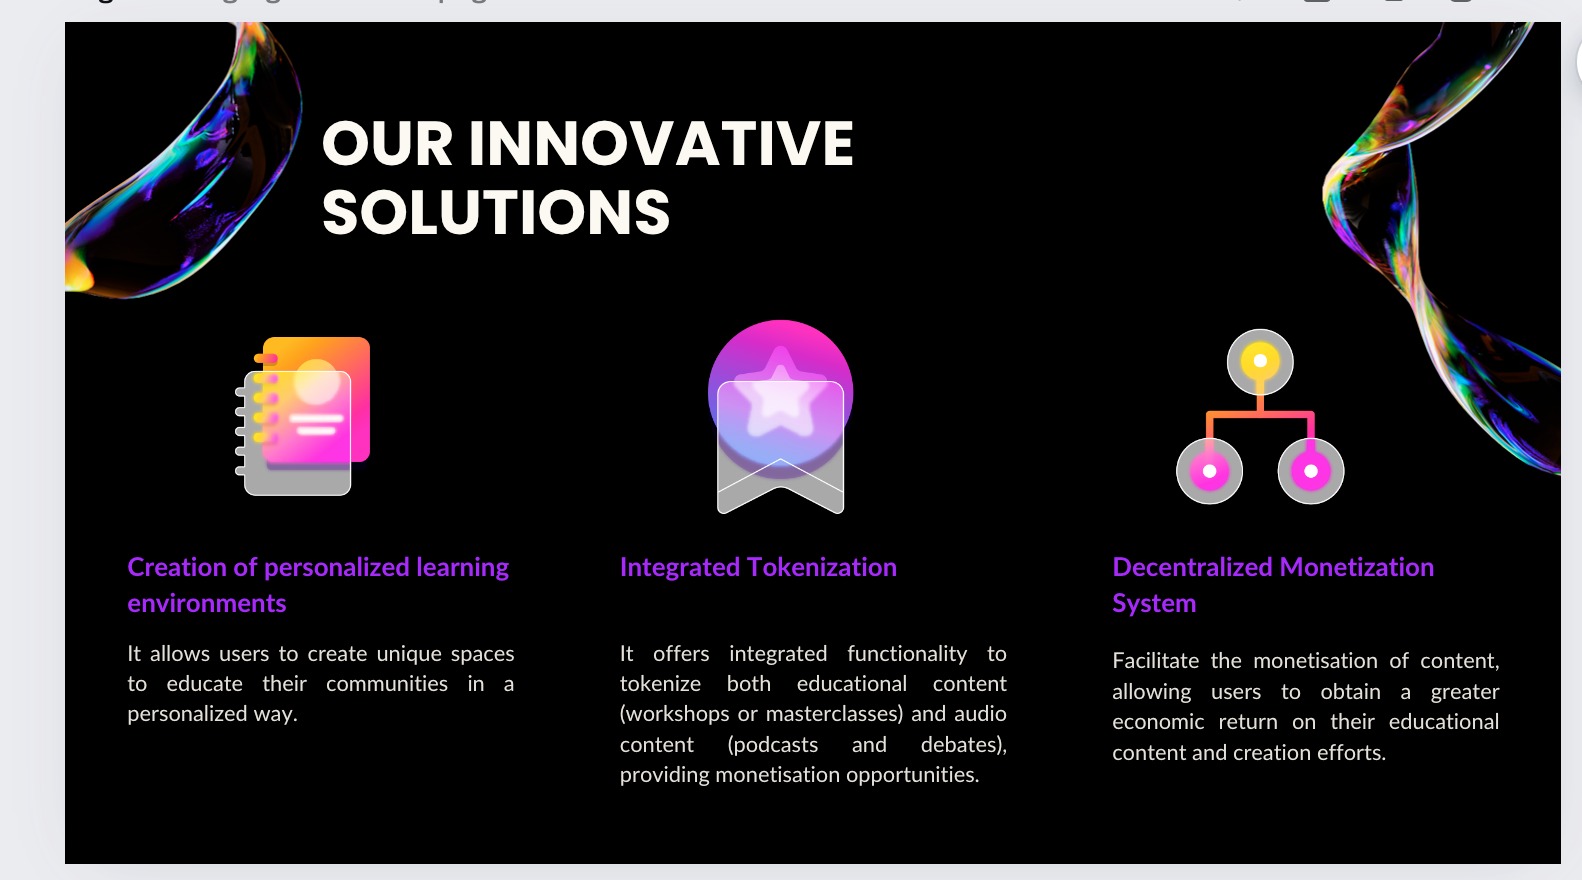 OUR INNOVATIVE
SOLUTIONS
Creation of personalized learning
environments
It allows users to create unique spaces
to educate their communities in a
personalized way.
Integrated Tokenization
It offers integrated functionality to
tokenize both educational content
(workshops or masterclasses) and audio
content (podcasts and debates),
providing monetisation opportunities.
Decentralized Monetization
System
Facilitate the monetisation of content,
allowing users to obtain a greater
economic return on their educational
content and creation efforts.